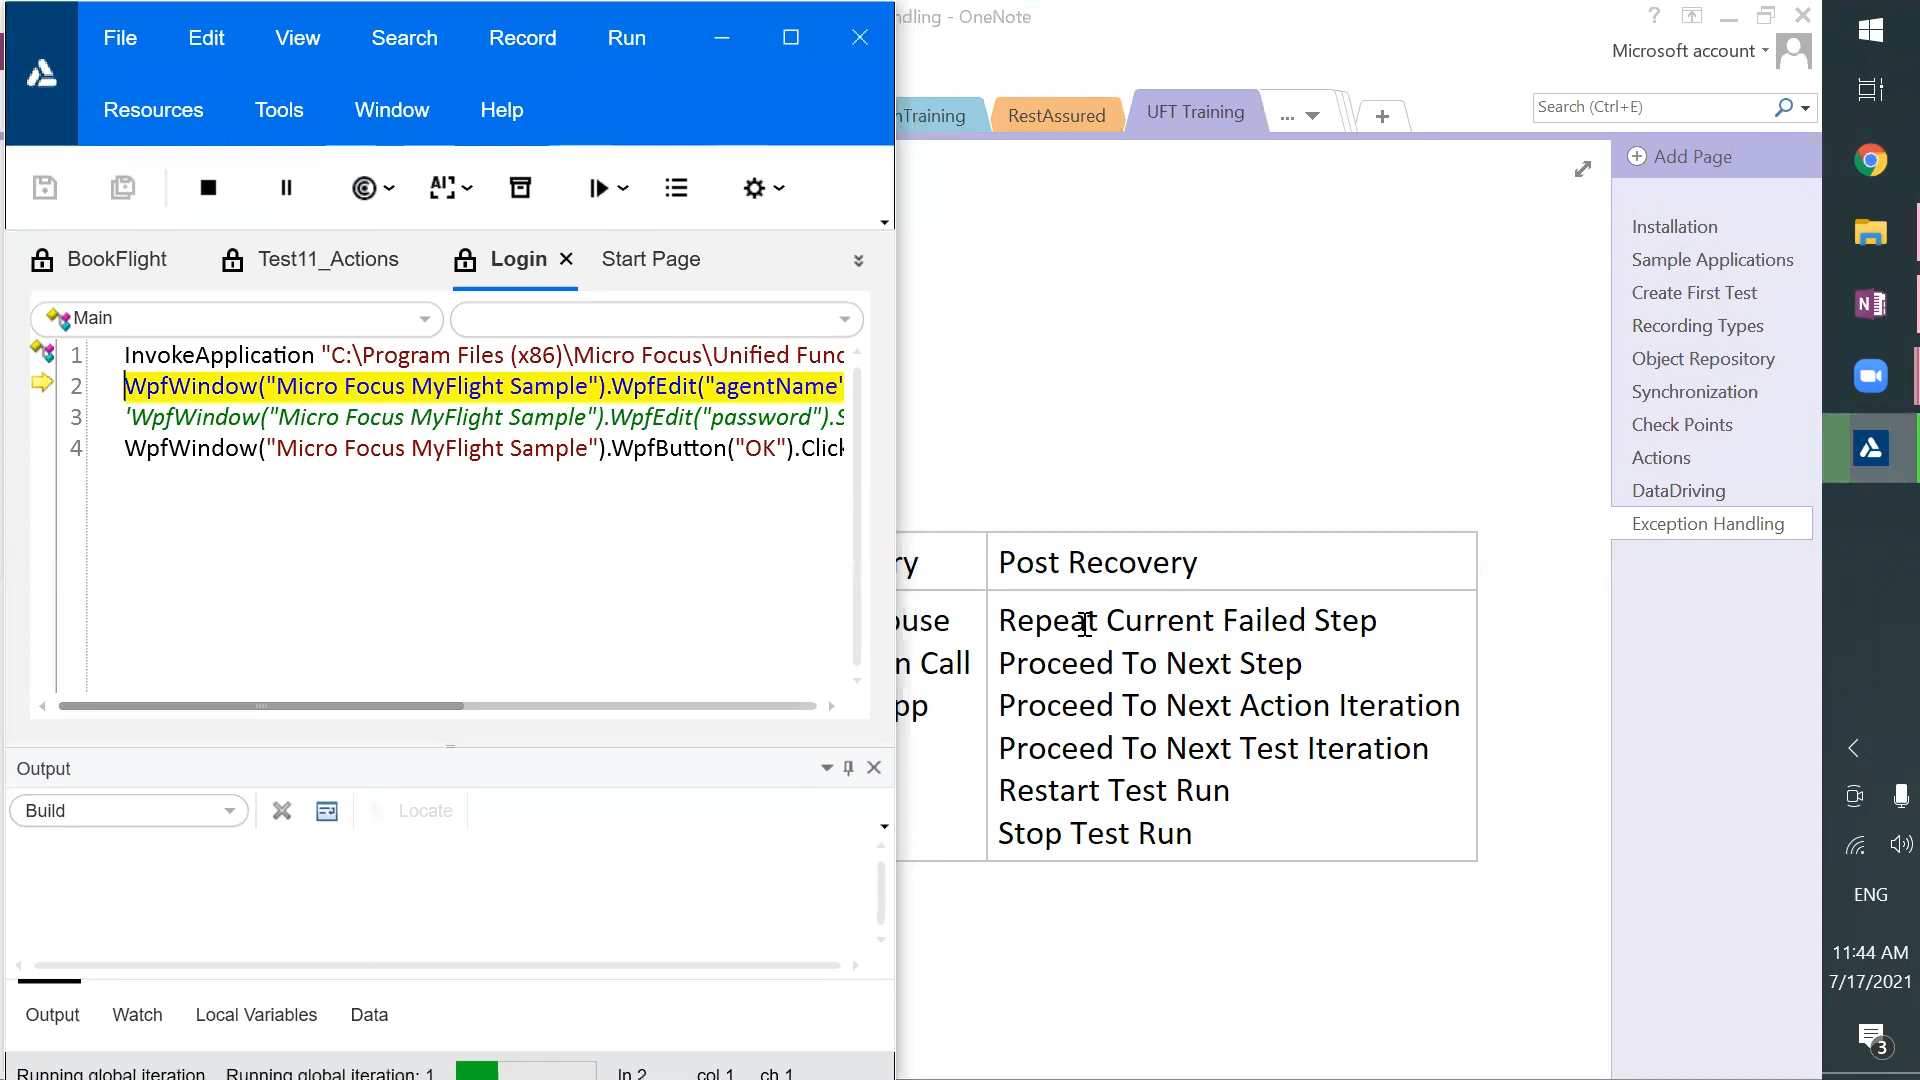 File Edit View Search Record Run
Resources Tools Window Help
BookFlight Test11_Actions Login Start Page
Main
1 InvokeApplication "C:\Program Files (x86)\Micro Focus\Unified Func
2 WpfWindow("Micro Focus MyFlight Sample").WpfEdit("agentName"
3 'WpfWindow("Micro Focus MyFlight Sample").WpfEdit("password").S
4 WpfWindow("Micro Focus MyFlight Sample").WpfButton("OK").Click
Output
Build Locate
Output Watch Local Variables Data
Running global iteration Running global iteration: 1 ln 2 col 1 ch 1
ndling - OneNote
Microsoft account
nTraining RestAssured UFT Training ...
Search (Ctrl+E)
Add Page
Installation
Sample Applications
Create First Test
Recording Types
Object Repository
Synchronization
Check Points
Actions
DataDriving
Exception Handling
ry Post Recovery
ouse Repeat Current Failed Step
n Call Proceed To Next Step
pp Proceed To Next Action Iteration
Proceed To Next Test Iteration
Restart Test Run
Stop Test Run
ENG
11:44 AM
7/17/2021
3